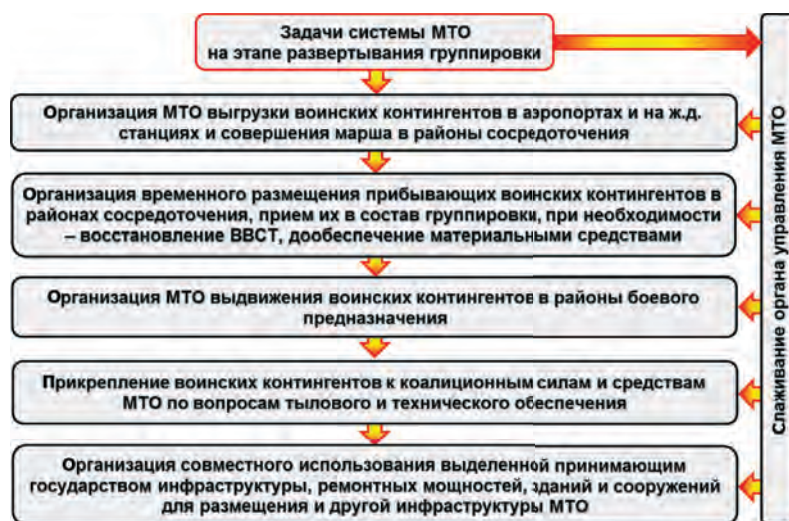 Задачи системы МТО
на этапе развертывания группировки
Организация МТО выгрузки воинских контингентов в аэропортах и на ж.д.
станциях и совершения марша в районы сосредоточения
Организация временного размещения прибывающих воинских контингентов в
районах сосредоточения, прием их в состав группировки, при необходимости
– восстановление ВВСТ, дообеспечение материальными средствами
Организация МТО выдвижения воинских контингентов в районы боевого
предназначения
Прикрепление воинских контингентов к коалиционным силам и средствам
МТО по вопросам тылового и технического обеспечения
Организация совместного использования выделенной принимающим
государством инфраструктуры, ремонтных мощностей, зданий и сооружений
для размещения и другой инфраструктуры МТО
Слаживание органа управления МТО